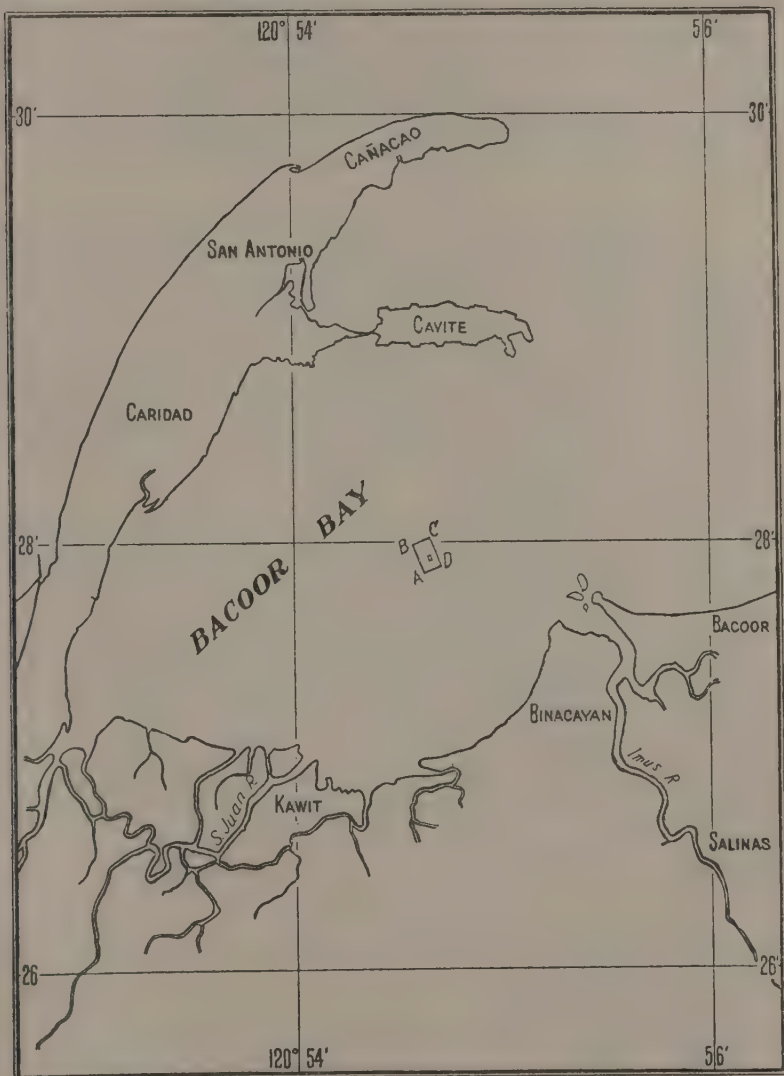 120° 54'
56'
30'
30'
CAÑACAO
SAN ANTONIO
CAVITE
CARIDAD
BACOOR BAY
28'
28'
B
C
A
D
BACOOR
BINACAYAN
Imus R
S. Juan R.
KAWIT
SALINAS
26
26'
120° 54'
56'